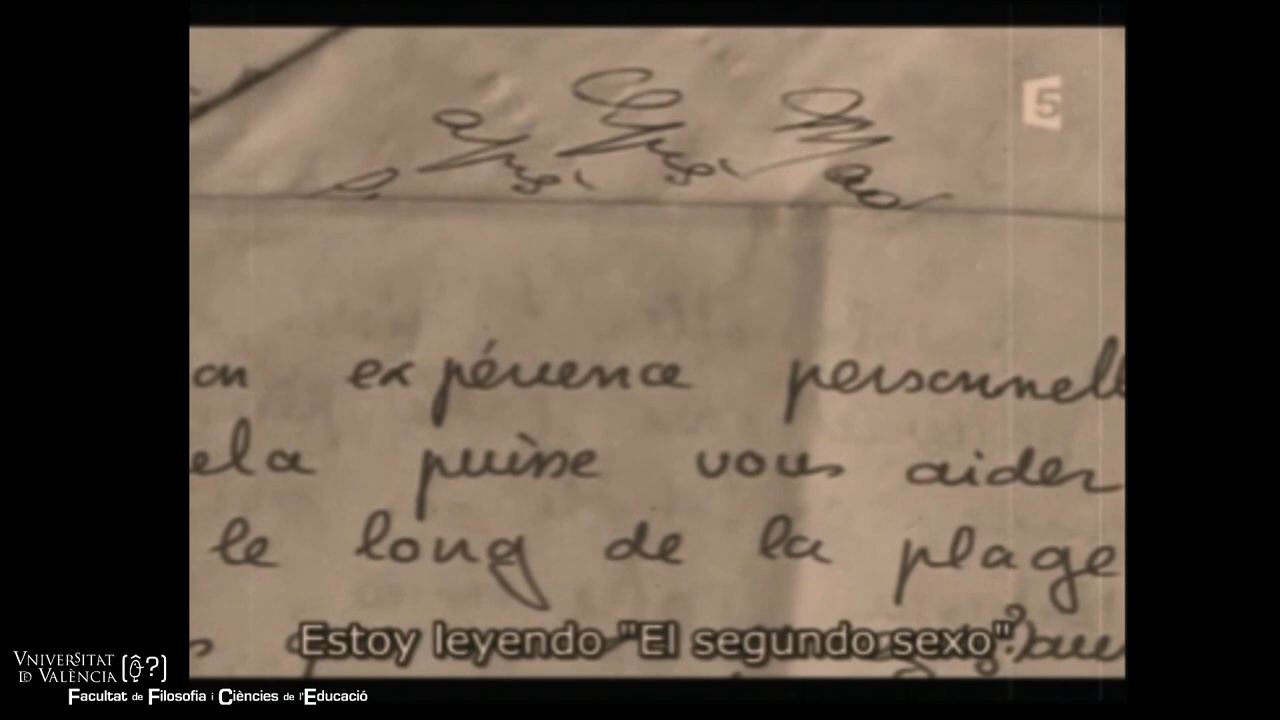 5
on expérience personnell
ela puisse vous aider
le long de la plage
Estoy leyendo "El segundo sexo".
VNIVERSITAT
DE VALÈNCIA [ô?]
Facultat de Filosofia i Ciències de l'Educació